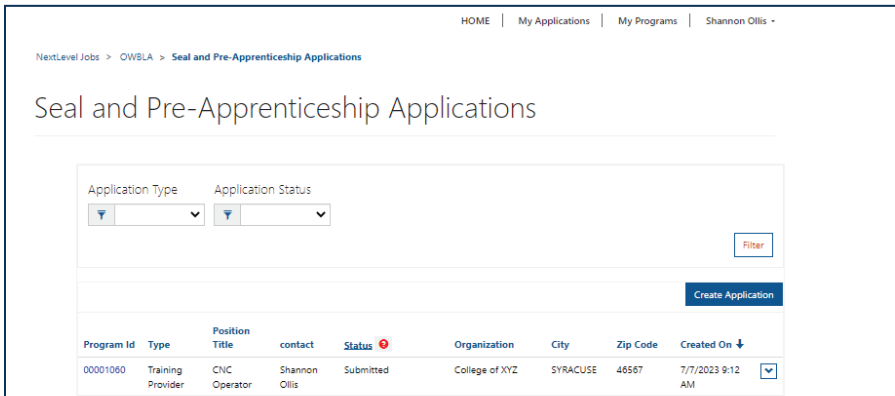 HOME | My Applications | My Programs | Shannon Ollis
NextLevel Jobs > OWBLA > Seal and Pre-Apprenticeship Applications
Seal and Pre-Apprenticeship Applications
Application Type Application Status
Filter
Create Application
Program Id Type Position Title contact Status ? Organization City Zip Code Created On
00001060 Training Provider CNC Operator Shannon Ollis Submitted College of XYZ SYRACUSE 46567 7/7/2023 9:12 AM